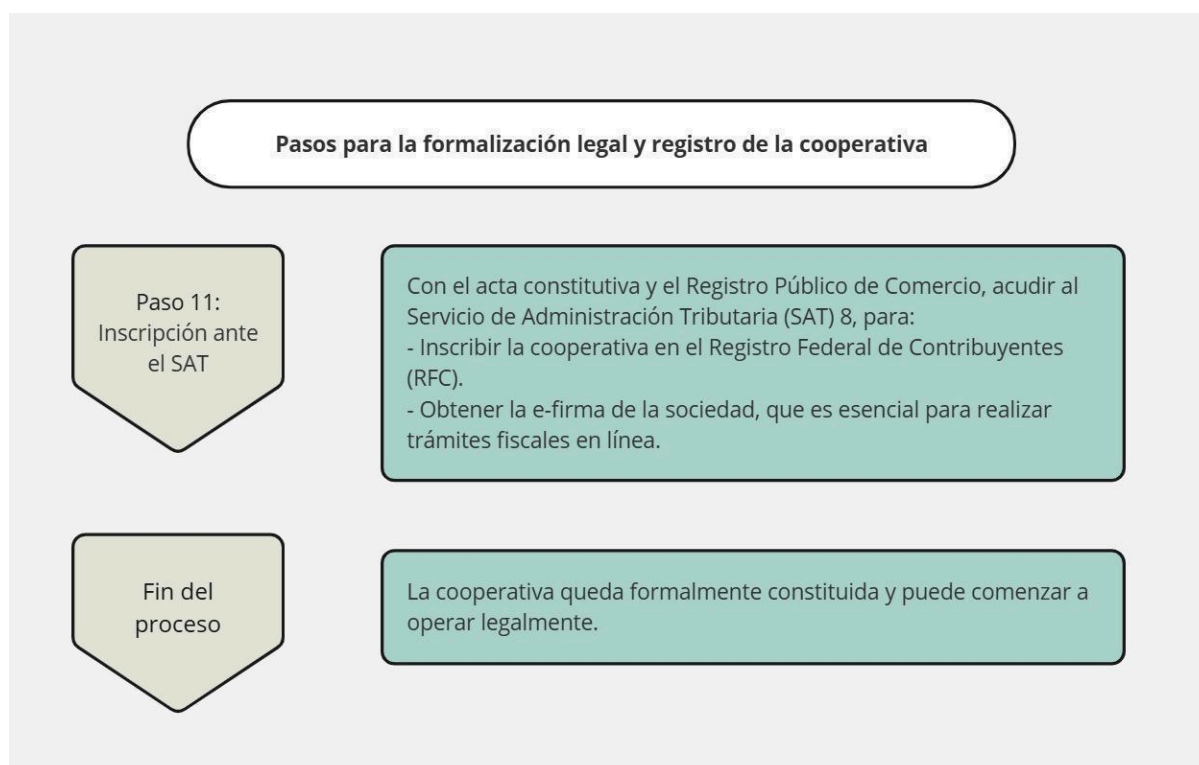 Pasos para la formalización legal y registro de la cooperativa
Paso 11:
Inscripción ante
el SAT
Con el acta constitutiva y el Registro Público de Comercio, acudir al
Servicio de Administración Tributaria (SAT) 8, para:
- Inscribir la cooperativa en el Registro Federal de Contribuyentes
(RFC).
- Obtener la e-firma de la sociedad, que es esencial para realizar
trámites fiscales en línea.
Fin del
proceso
La cooperativa queda formalmente constituida y puede comenzar a
operar legalmente.